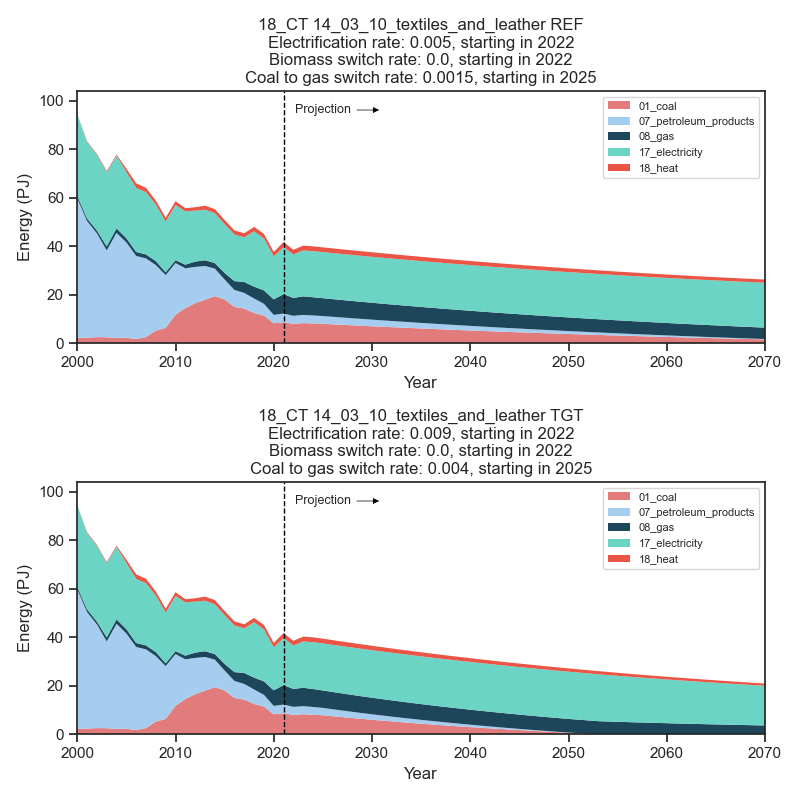 18_CT 14_03_10_textiles_and_leather REF
Electrification rate: 0.005, starting in 2022
Biomass switch rate: 0.0, starting in 2022
Coal to gas switch rate: 0.0015, starting in 2025
100
80
60
40
20
0
Energy (PJ)
Projection
01_coal
07_petroleum_products
08_gas
17_electricity
18_heat
2000 2010 2020 2030 2040 2050 2060 2070
Year
18_CT 14_03_10_textiles_and_leather TGT
Electrification rate: 0.009, starting in 2022
Biomass switch rate: 0.0, starting in 2022
Coal to gas switch rate: 0.004, starting in 2025
100
80
60
40
20
0
Energy (PJ)
Projection
01_coal
07_petroleum_products
08_gas
17_electricity
18_heat
2000 2010 2020 2030 2040 2050 2060 2070
Year